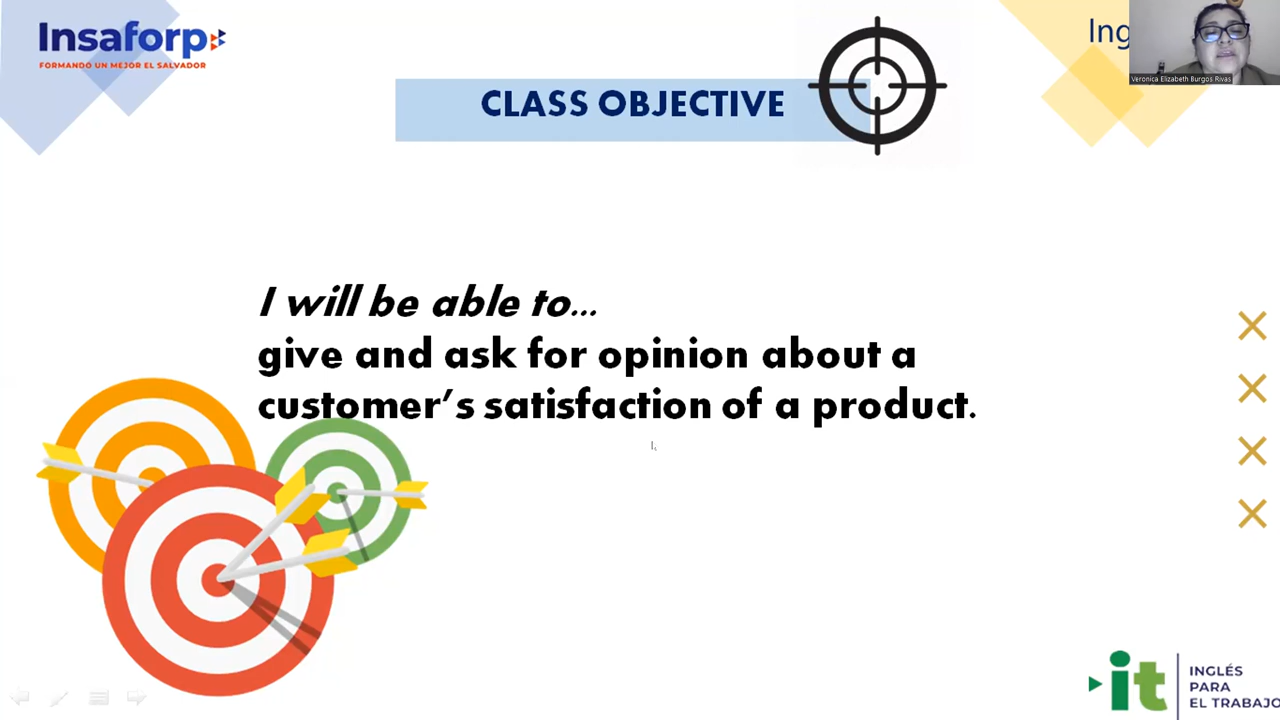 Insaforp
FORMANDO UN MEJOR EL SALVADOR
Ing
Veronica Elizabeth Burgos Rivas
CLASS OBJECTIVE
I will be able to...
give and ask for opinion about a
customer's satisfaction of a product.
it
INGLÉS
PARA
EL TRABAJO